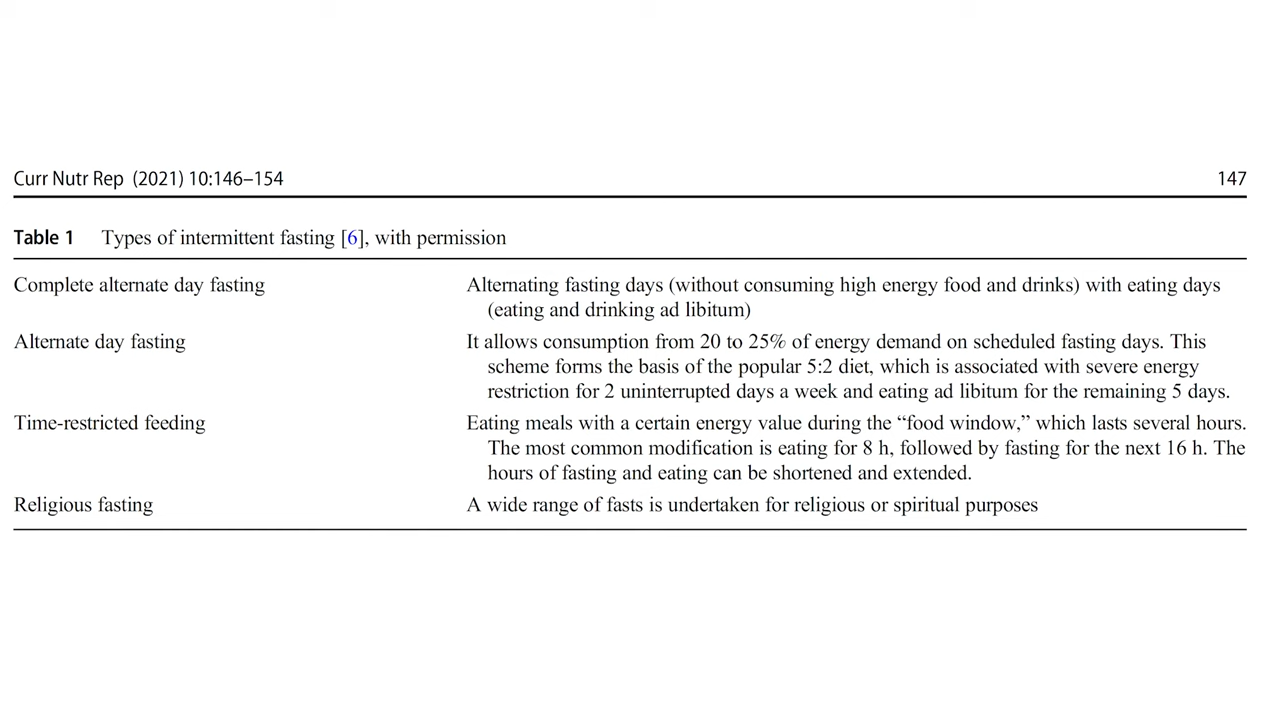 Curr Nutr Rep (2021) 10:146–154 147
Table 1 Types of intermittent fasting [6], with permission
Complete alternate day fasting Alternating fasting days (without consuming high energy food and drinks) with eating days
(eating and drinking ad libitum)
Alternate day fasting It allows consumption from 20 to 25% of energy demand on scheduled fasting days. This
scheme forms the basis of the popular 5:2 diet, which is associated with severe energy
restriction for 2 uninterrupted days a week and eating ad libitum for the remaining 5 days.
Time-restricted feeding Eating meals with a certain energy value during the “food window,” which lasts several hours.
The most common modification is eating for 8 h, followed by fasting for the next 16 h. The
hours of fasting and eating can be shortened and extended.
Religious fasting A wide range of fasts is undertaken for religious or spiritual purposes